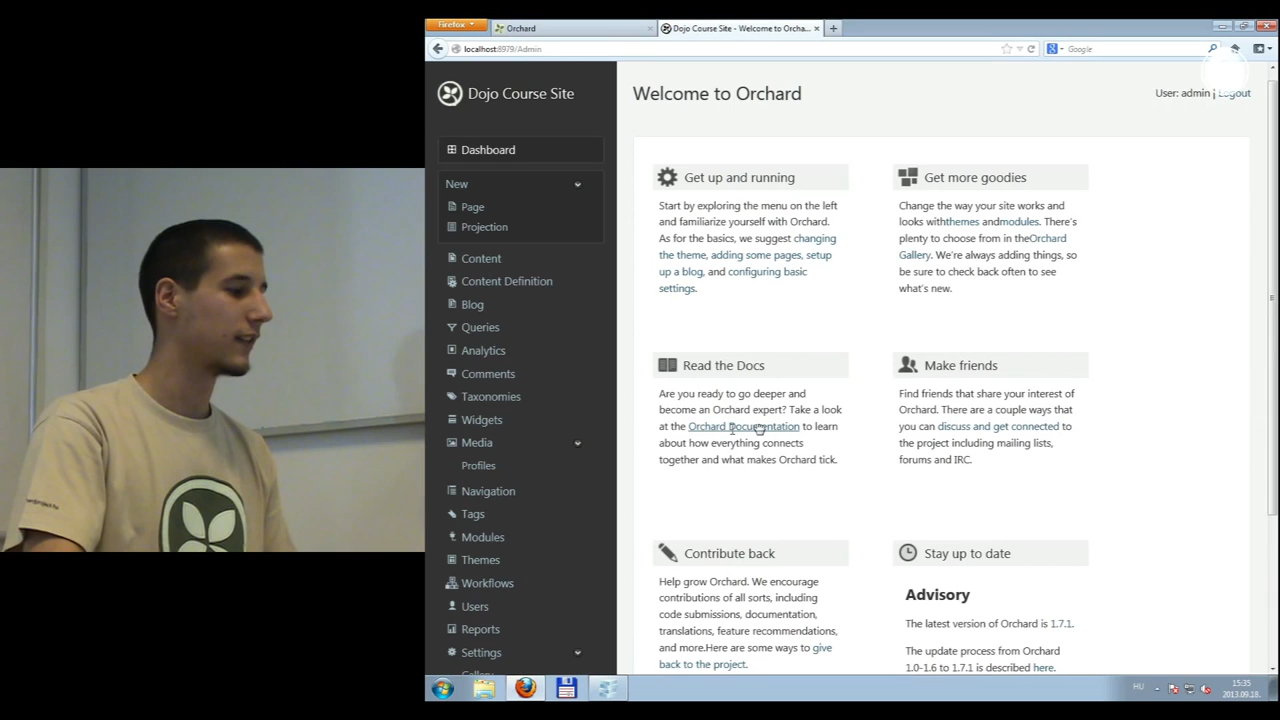 Firefox
Orchard
Dojo Course Site - Welcome to Orcha...
localhost:8979/Admin
Google
Dojo Course Site
Welcome to Orchard
User: admin | Logout
Dashboard
New
Page
Projection
Content
Content Definition
Blog
Queries
Analytics
Comments
Taxonomies
Widgets
Media
Profiles
Navigation
Tags
Modules
Themes
Workflows
Users
Reports
Settings
Get up and running
Start by exploring the menu on the left
and familiarize yourself with Orchard.
As for the basics, we suggest changing
the theme, adding some pages, setup
up a blog, and configuring basic
settings.
Get more goodies
Change the way your site works and
looks withthemes andmodules. There's
plenty to choose from in theOrchard
Gallery. We're always adding things, so
be sure to check back often to see
what's new.
Read the Docs
Are you ready to go deeper and
become an Orchard expert? Take a look
at the Orchard Documentation to learn
about how everything connects
together and what makes Orchard tick.
Make friends
Find friends that share your interest of
Orchard. There are a couple ways that
you can discuss and get connected to
the project including mailing lists,
forums and IRC.
Contribute back
Help grow Orchard. We encourage
contributions of all sorts, including
code submissions, documentation,
translations, feature recommendations,
and more.Here are some ways to give
back to the project.
Stay up to date
Advisory
The latest version of Orchard is 1.7.1.
The update process from Orchard
1.0-1.6 to 1.7.1 is described here.
HU
15:35
2013.09.18.